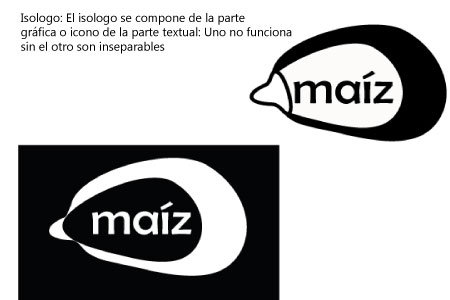 Isologo: El isologo se compone de la parte
gráfica o icono de la parte textual: Uno no funciona
sin el otro son inseparables
maíz
maíz